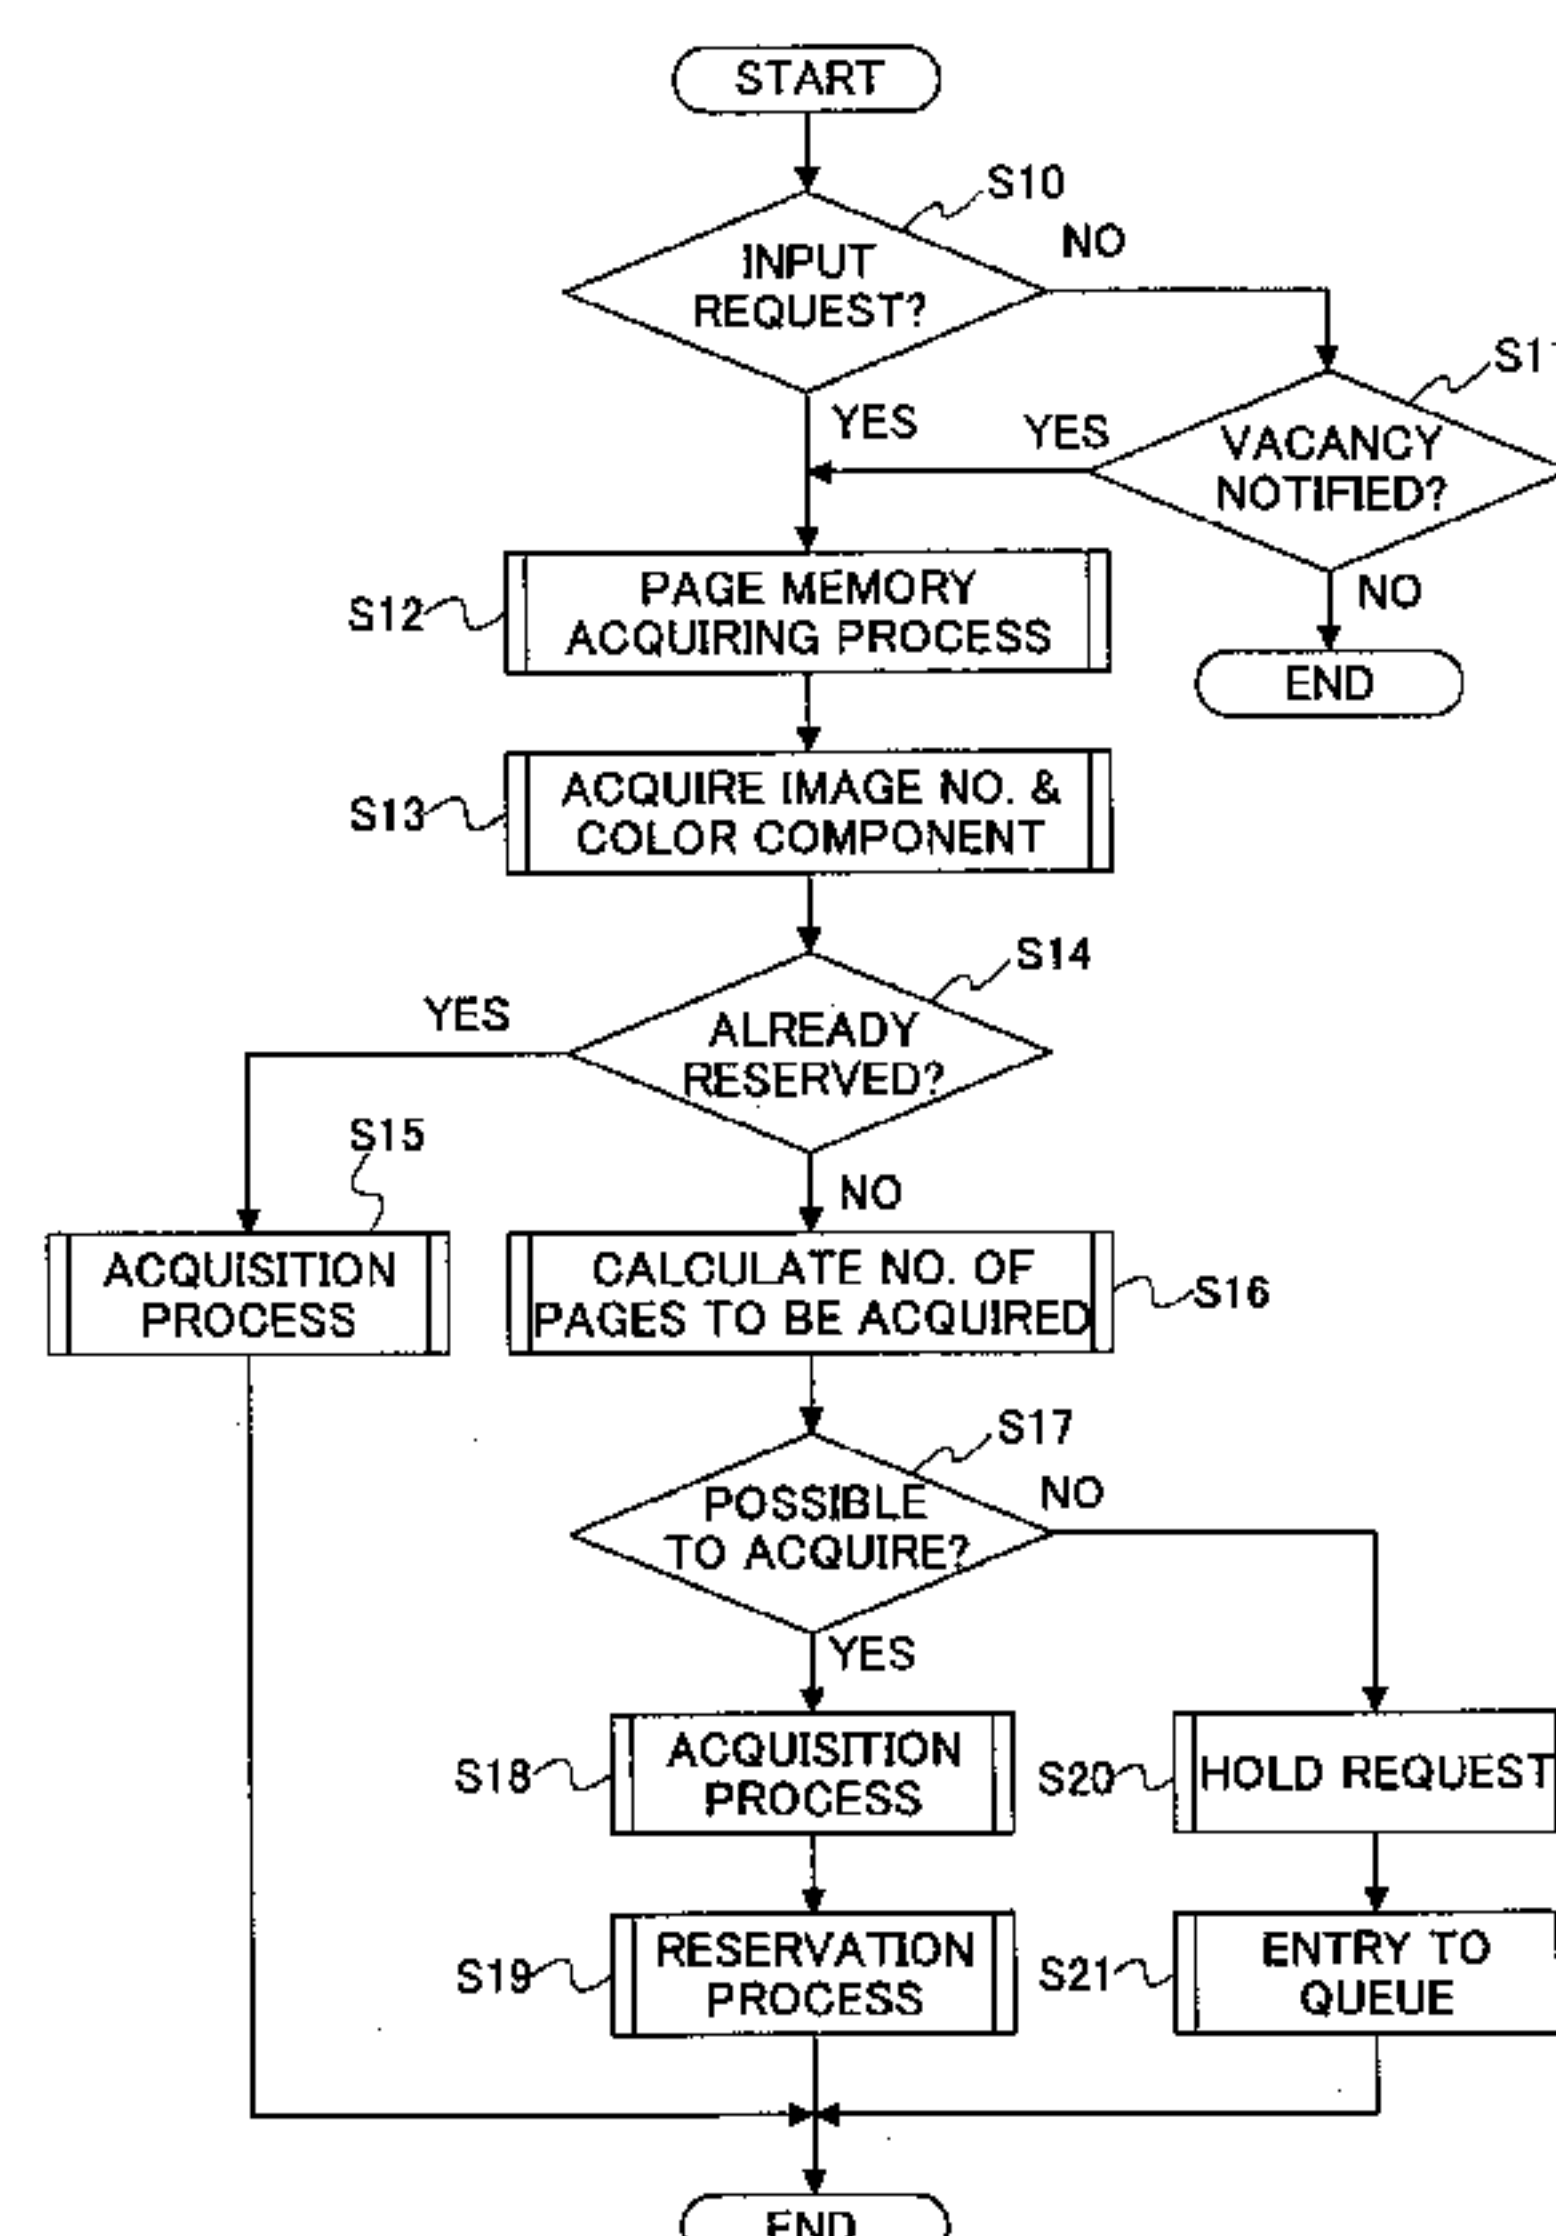 START
S10
INPUT
REQUEST?
NO
S11
YES
YES
VACANCY
NOTIFIED?
NO
END
S12
PAGE MEMORY
ACQUIRING PROCESS
S13
ACQUIRE IMAGE NO. &
COLOR COMPONENT
S14
YES
ALREADY
RESERVED?
S15
NO
ACQUISITION
PROCESS
CALCULATE NO. OF
PAGES TO BE ACQUIRED
S16
S17
POSSIBLE
TO ACQUIRE?
NO
YES
S18
ACQUISITION
PROCESS
S20
HOLD REQUEST
S19
RESERVATION
PROCESS
S21
ENTRY TO
QUEUE
END